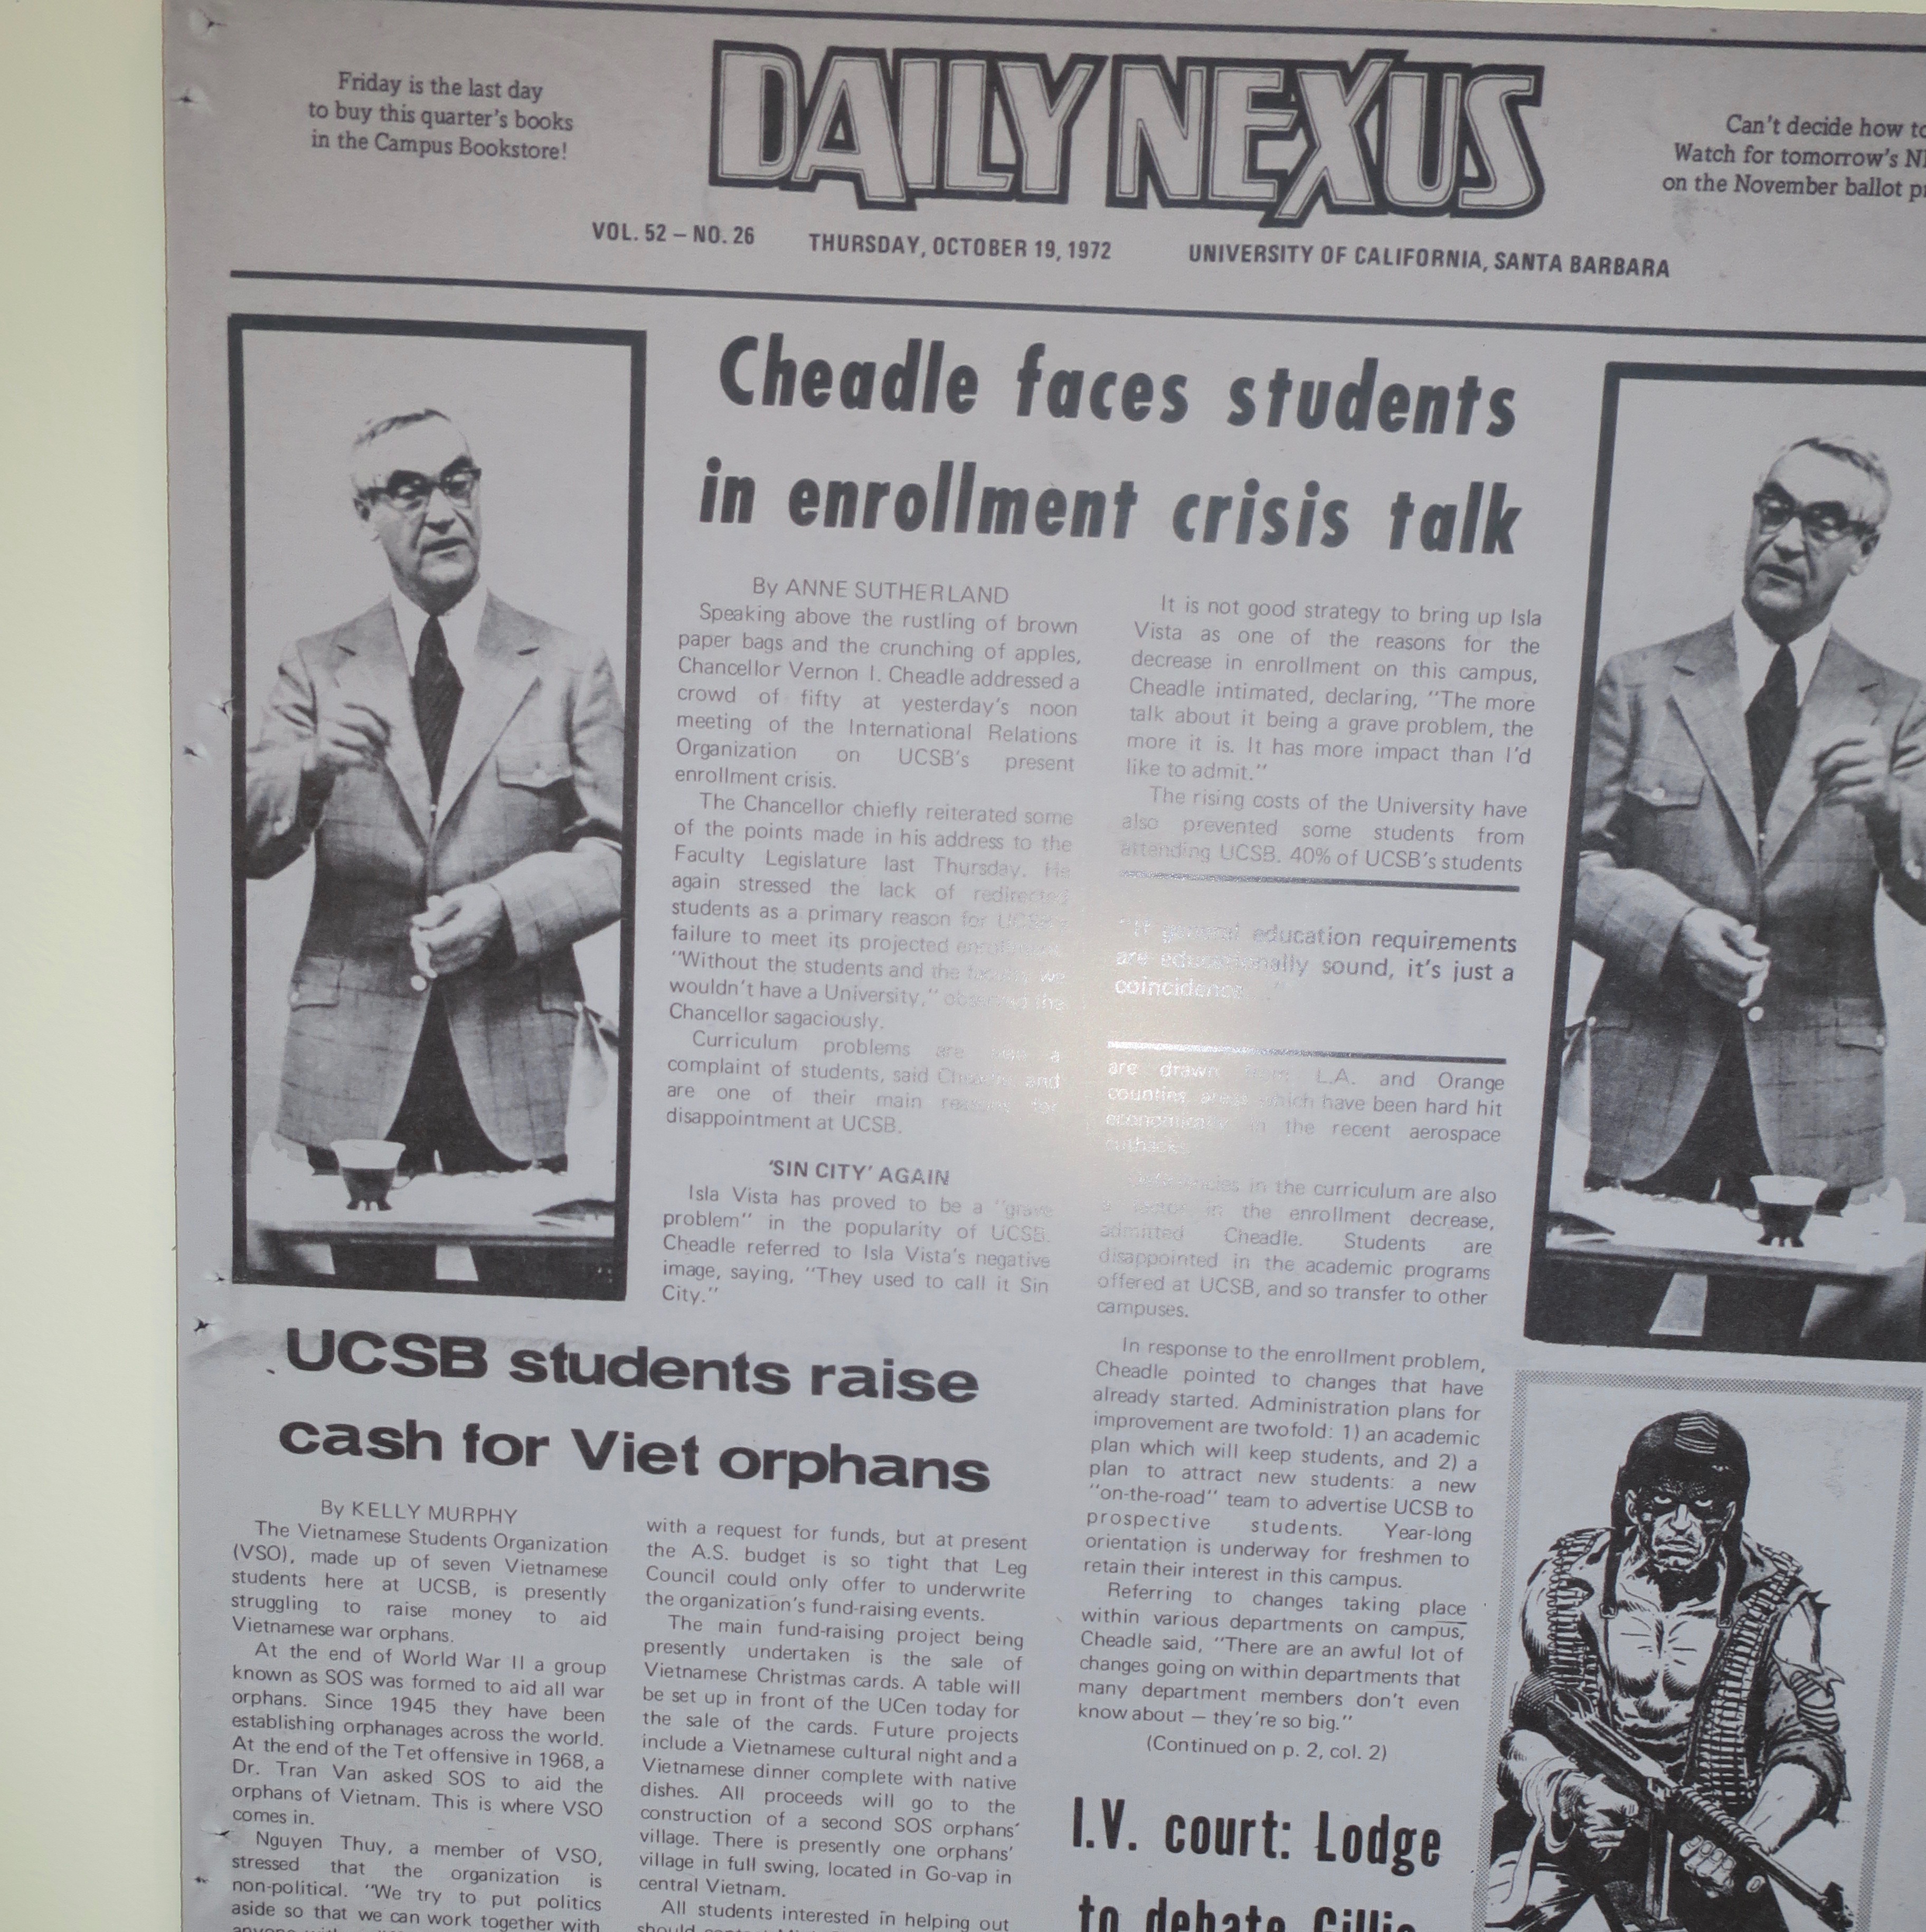 Friday is the last day
to buy this quarter's books
in the Campus Bookstore!
DAILY NEXUS
Can't decide how to
Watch for tomorrow's
on the November ballot
VOL. 52 – NO. 26
THURSDAY, OCTOBER 19, 1972
UNIVERSITY OF CALIFORNIA, SANTA BARBARA
Cheadle faces students
in enrollment crisis talk
By ANNE SUTHERLAND
Speaking above the rustling of brown
paper bags and the crunching of apples,
Chancellor Vernon I. Cheadle addressed a
crowd of fifty at yesterday's noon
meeting of the International Relations
Organization on UCSB's present
enrollment crisis.
The Chancellor chiefly reiterated some
of the points made in his address to the
Faculty Legislature last Thursday. He
again stressed the lack of redirected
students as a primary reason for
failure to meet its projected
"Without the students and the we
wouldn't have a University," observed the
Chancellor sagaciously.
Curriculum problems are a
complaint of students, said and
are one of their main for
disappointment at UCSB.
'SIN CITY' AGAIN
Isla Vista has proved to be a "grave
problem" in the popularity of UCSB.
Cheadle referred to Isla Vista's negative
image, saying, "They used to call it Sin
City."
It is not good strategy to bring up Isla
Vista as one of the reasons for the
decrease in enrollment on this campus,
Cheadle intimated, declaring, "The more
talk about it being a grave problem, the
more it is. It has more impact than I'd
like to admit."
The rising costs of the University have
also prevented some students from
attending UCSB. 40% of UCSB's students
"If general education requirements
are educationally sound, it's just a
coincidence
are drawn from L.A. and Orange
counties which have been hard hit
in the recent aerospace
cutbacks.
in the curriculum are also
a factor in the enrollment decrease,
admitted Cheadle. Students are
disappointed in the academic programs
offered at UCSB, and so transfer to other
campuses.
In response to the enrollment problem,
Cheadle pointed to changes that have
already started. Administration plans for
improvement are twofold: 1) an academic
plan which will keep students, and 2) a
plan to attract new students: a new
"on-the-road" team to advertise UCSB to
prospective students. Year-long
orientation is underway for freshmen to
retain their interest in this campus.
Referring to changes taking place
within various departments on campus,
Cheadle said, "There are an awful lot of
changes going on within departments that
many department members don't even
know about — they're so big."
(Continued on p. 2, col. 2)
UCSB students raise
cash for Viet orphans
By KELLY MURPHY
The Vietnamese Students Organization
(VSO), made up of seven Vietnamese
students here at UCSB, is presently
struggling to raise money to aid
Vietnamese war orphans.
At the end of World War II a group
known as SOS was formed to aid all war
orphans. Since 1945 they have been
establishing orphanages across the world.
At the end of the Tet offensive in 1968, a
Dr. Tran Van asked SOS to aid the
orphans of Vietnam. This is where VSO
comes in.
Nguyen Thuy, a member of VSO,
stressed that the organization is
non-political. "We try to put politics
aside so that we can work together with
with a request for funds, but at present
the A.S. budget is so tight that Leg
Council could only offer to underwrite
the organization's fund-raising events.
The main fund-raising project being
presently undertaken is the sale of
Vietnamese Christmas cards. A table will
be set up in front of the UCen today for
the sale of the cards. Future projects
include a Vietnamese cultural night and a
Vietnamese dinner complete with native
dishes. All proceeds will go to the
construction of a second SOS orphans'
village. There is presently one orphans'
village in full swing, located in Go-vap in
central Vietnam.
All students interested in helping out
I.V. court: Lodge
to debate